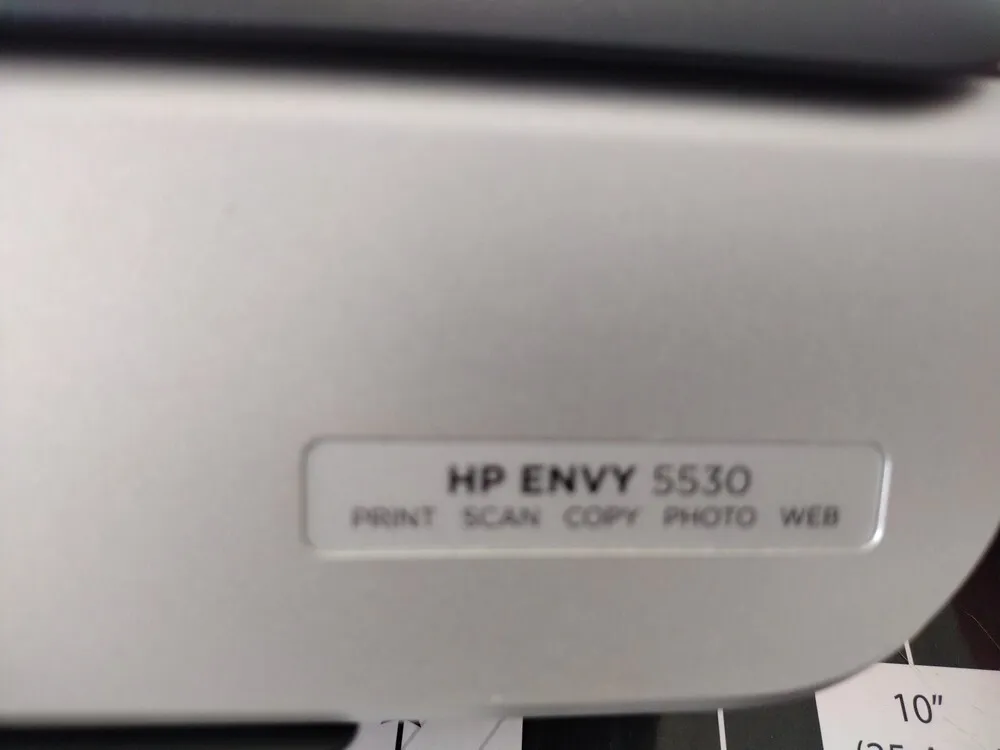 HP ENVY 5530
PRINT SCAN COPY PHOTO WEB
10"